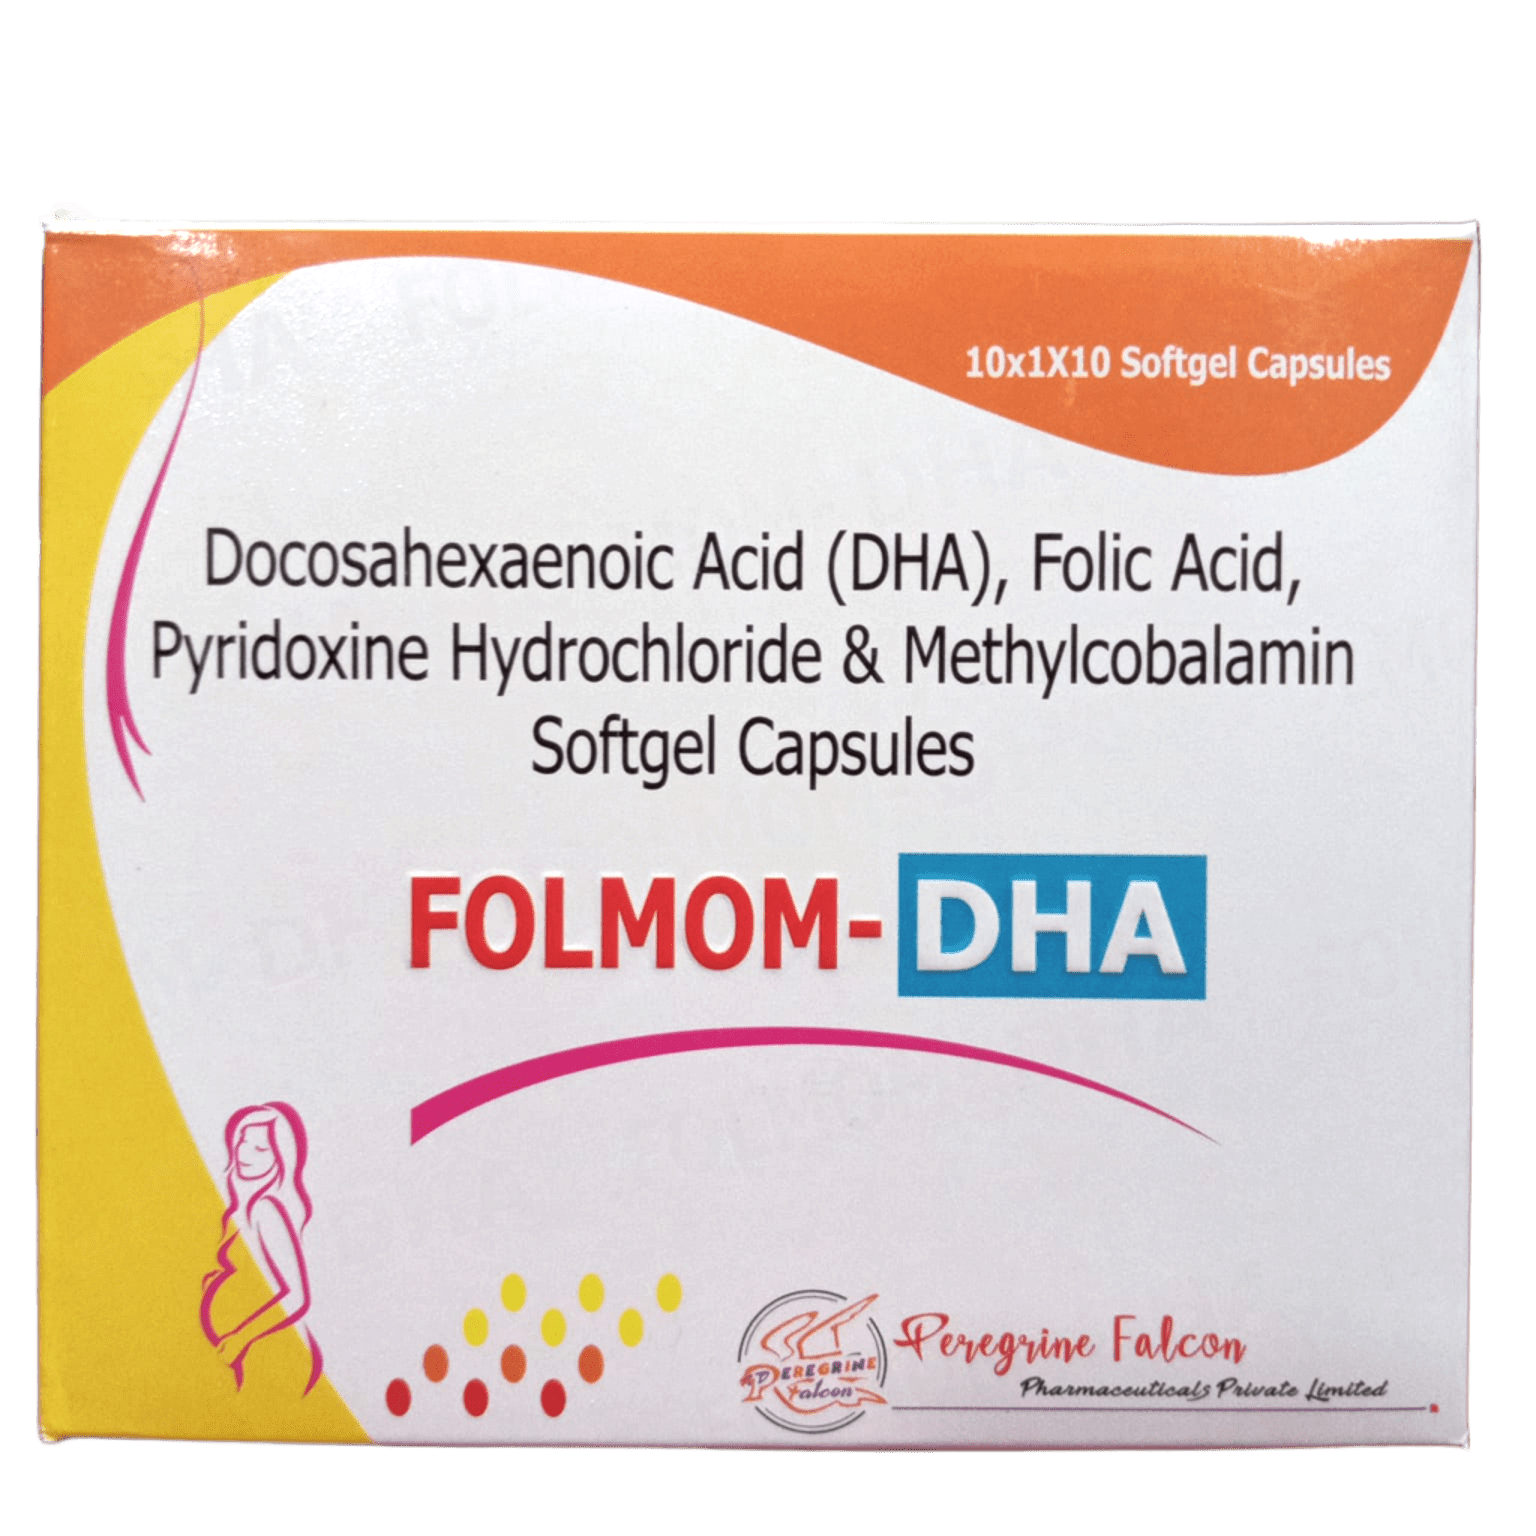 10x1X10 Softgel Capsules
Docosahexaenoic Acid (DHA), Folic Acid,
Pyridoxine Hydrochloride & Methylcobalamin
Softgel Capsules
FOLMOM-DHA
PEREGRINE
Falcon
Peregrine Falcon
Pharmaceuticals Private Limited